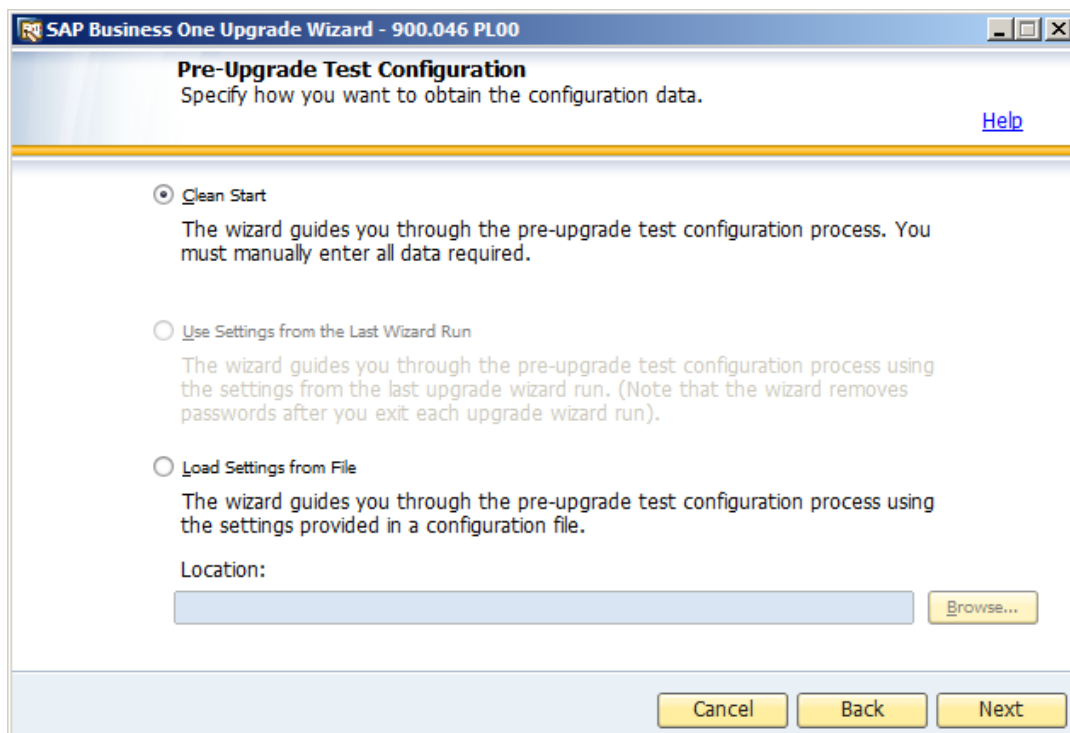 SAP Business One Upgrade Wizard - 900.046 PL00
Pre-Upgrade Test Configuration
Specify how you want to obtain the configuration data.
Help
Clean Start
The wizard guides you through the pre-upgrade test configuration process. You
must manually enter all data required.
Use Settings from the Last Wizard Run
The wizard guides you through the pre-upgrade test configuration process using
the settings from the last upgrade wizard run. (Note that the wizard removes
passwords after you exit each upgrade wizard run).
Load Settings from File
The wizard guides you through the pre-upgrade test configuration process using
the settings provided in a configuration file.
Location:
Browse...
Cancel Back Next